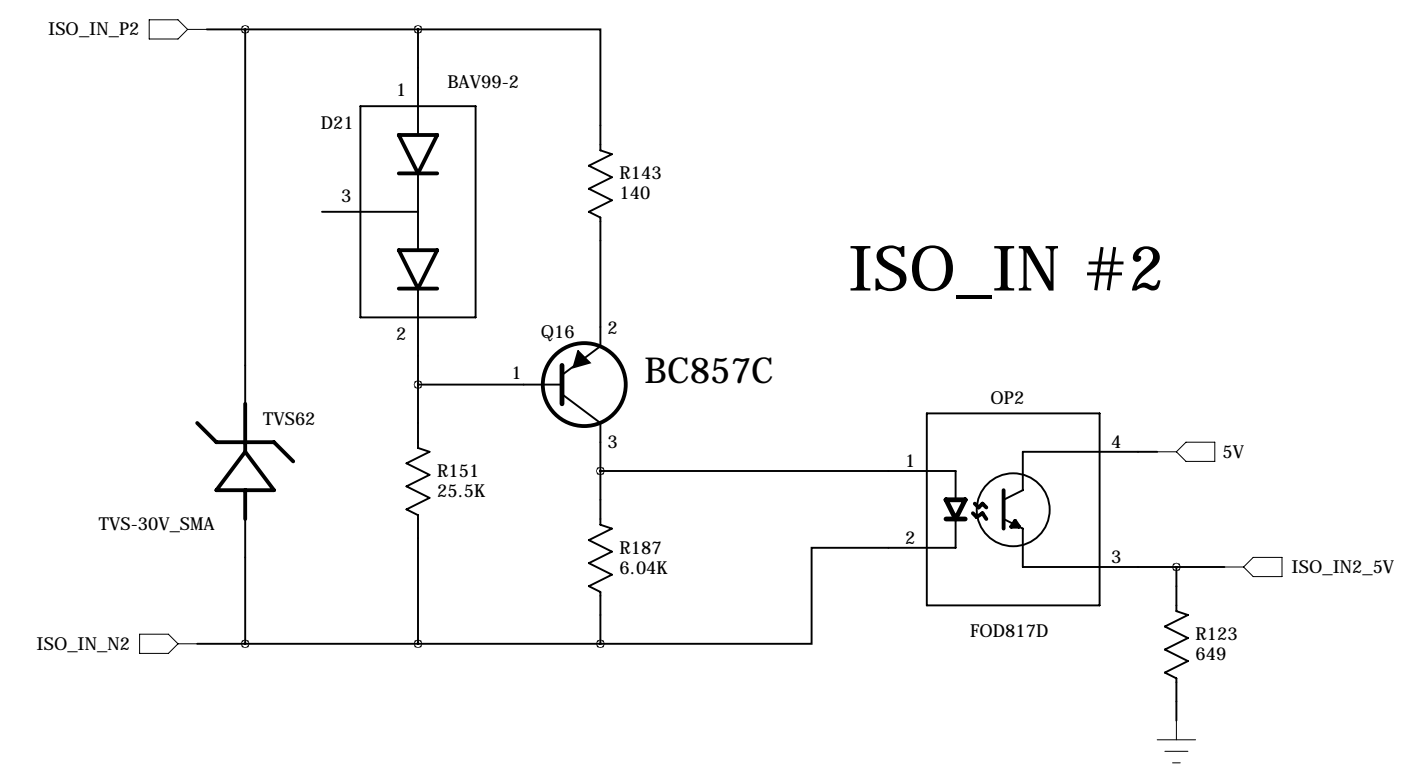 ISO_IN_P2
BAV99-2
1
D21
3
2
R143
140
ISO_IN #2
Q16
2
BC857C
1
3
TVS62
TVS-30V_SMA
R151
25.5K
OP2
1
4
5V
2
3
ISO_IN2_5V
FOD817D
R187
6.04K
R123
649
ISO_IN_N2